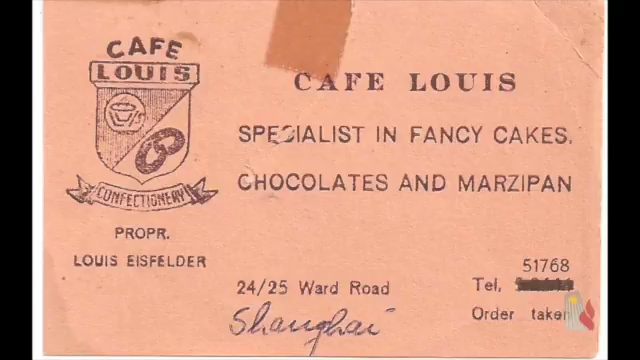 CAFE
LOUIS
CONFECTIONERY
PROPR.
LOUIS EISFELDER
CAFE LOUIS
SPECIALIST IN FANCY CAKES,
CHOCOLATES AND MARZIPAN
24/25 Ward Road
Shanghai
51768
Tel.
Order taken